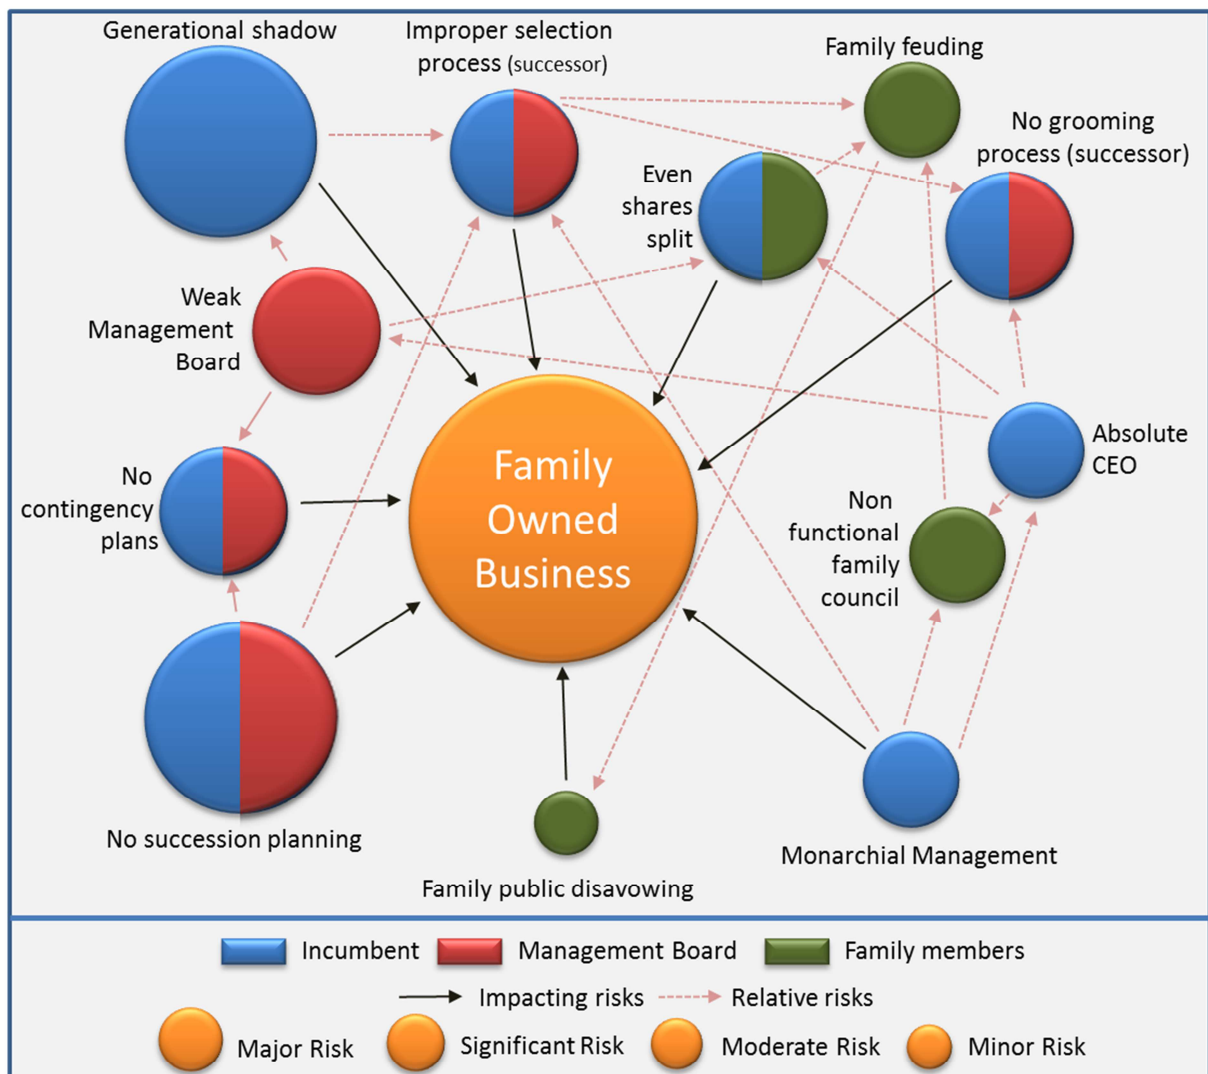 Generational shadow
Improper selection
process (successor)
Family feuding
No grooming
process (successor)
Even
shares
split
Weak
Management
Board
Family
Owned
Business
Absolute
CEO
No
contingency
plans
Non
functional
family
council
No succession planning
Family public disavowing
Monarchial Management
Incumbent
Management Board
Family members
Impacting risks
Relative risks
Major Risk
Significant Risk
Moderate Risk
Minor Risk